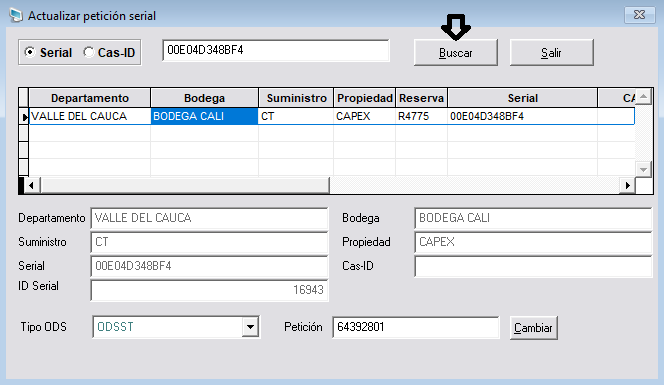 Actualizar petición serial
Serial Cas-ID 00E04D348BF4 Buscar Salir
Departamento Bodega Suministro Propiedad Reserva Serial CA
VALLE DEL CAUCA BODEGA CALI CT CAPEX R4775 00E04D348BF4
Departamento VALLE DEL CAUCA Bodega BODEGA CALI
Suministro CT Propiedad CAPEX
Serial 00E04D348BF4 Cas-ID
ID Serial 16943
Tipo ODS ODSST Petición 64392801 Cambiar